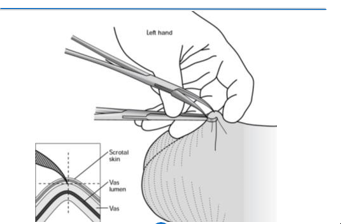 Left hand
Scrotal
skin
Vas
lumen
Vas